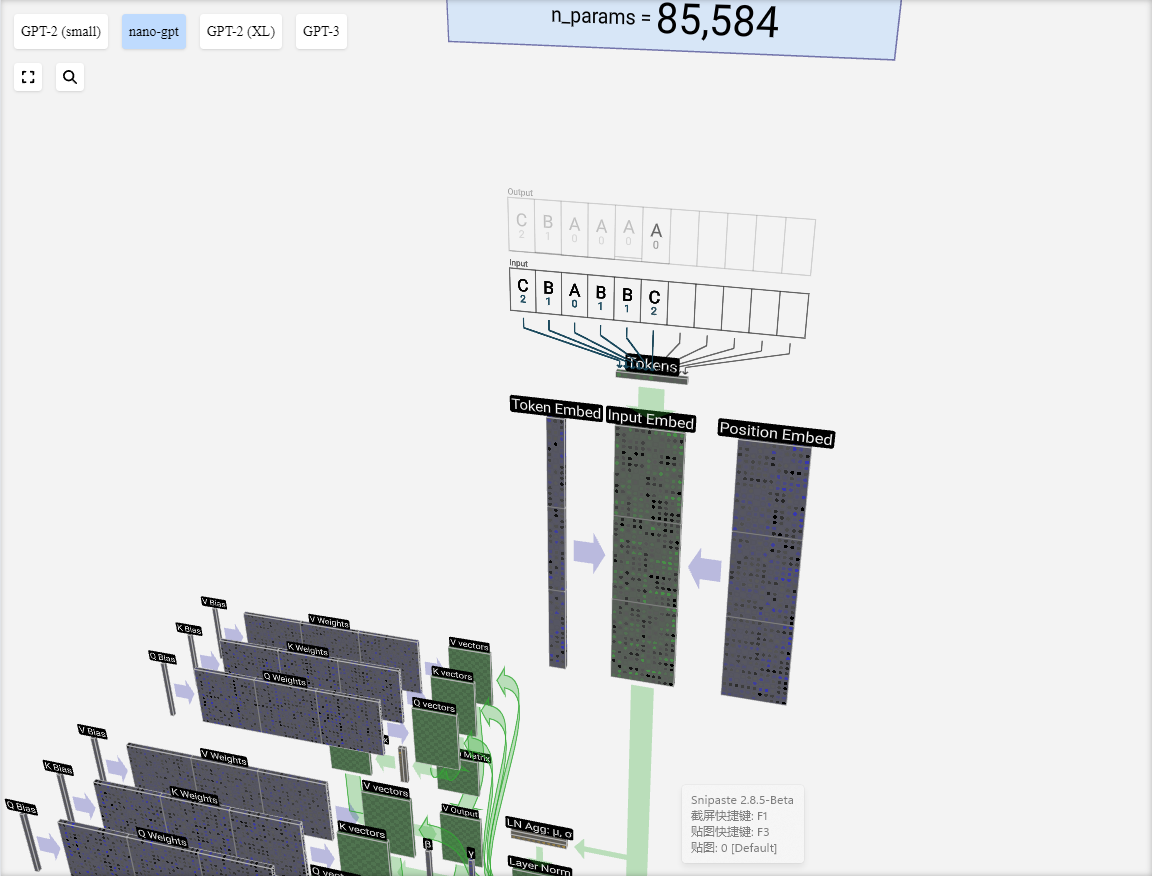 GPT-2 (small) nano-gpt GPT-2 (XL) GPT-3
n_params = 85,584
Output
C B A A A A
2 1 0 0 0 0
Input
C B A B B C
2 1 0 1 1 2
Tokens
Token Embed Input Embed Position Embed
V Bias V Weights V vectors
K Bias K Weights K vectors
Q Bias Q Weights Q vectors
V Bias V Weights V vectors
K Bias K Weights K vectors
Q Bias Q Weights
Metrix
V Output
β γ
LN Agg: μ, σ
Layer Norm
Snipaste 2.8.5-Beta
截屏快捷键: F1
贴图快捷键: F3
贴图: 0 [Default]